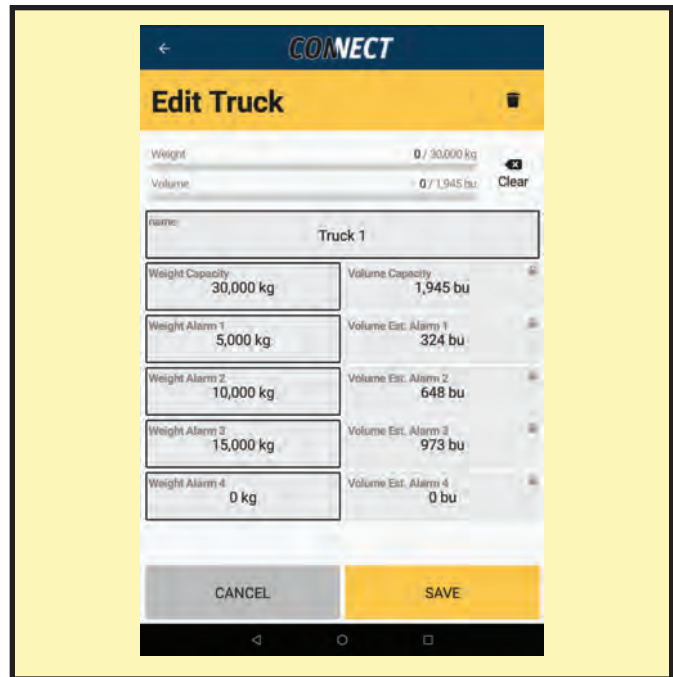 CONNECT
Edit Truck
Weight 0 / 30,000 kg
Volume 0 / 1,945 bu
Clear
name
Truck 1
Weight Capacity
30,000 kg
Volume Capacity
1,945 bu
Weight Alarm 1
5,000 kg
Volume Est. Alarm 1
324 bu
Weight Alarm 2
10,000 kg
Volume Est. Alarm 2
648 bu
Weight Alarm 3
15,000 kg
Volume Est. Alarm 3
973 bu
Weight Alarm 4
0 kg
Volume Est. Alarm 4
0 bu
CANCEL
SAVE